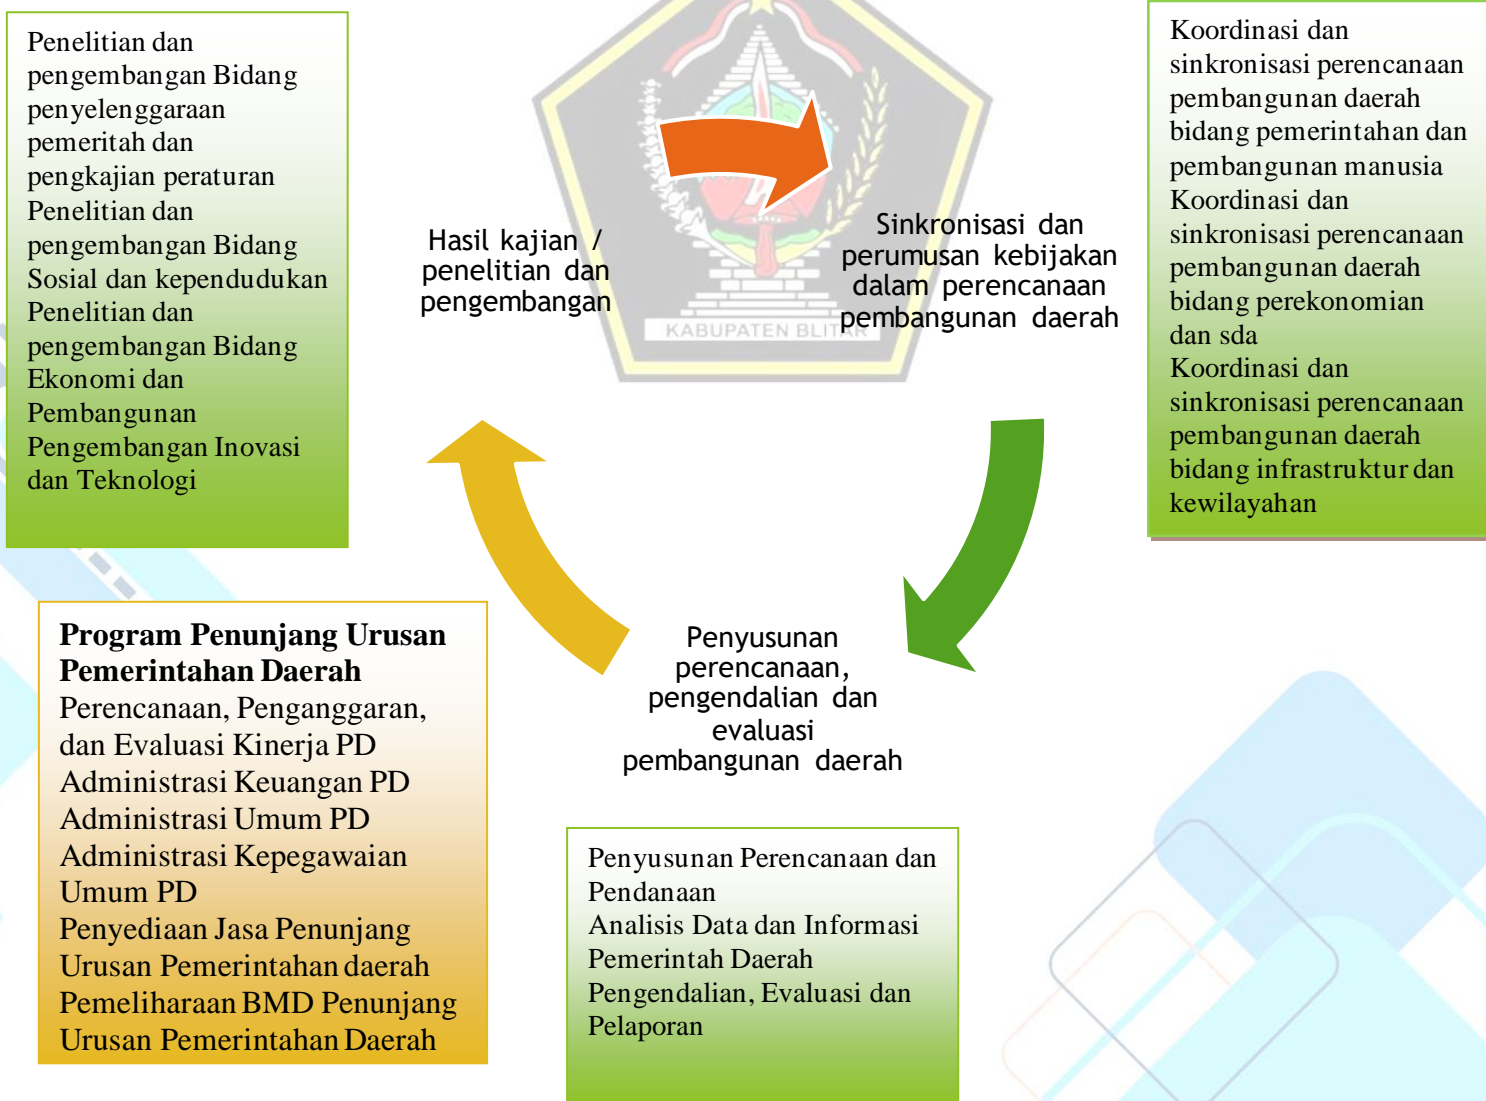 Penelitian dan
pengembangan Bidang
penyelenggaraan
pemeritah dan
pengkajian peraturan
Penelitian dan
pengembangan Bidang
Sosial dan kependudukan
Penelitian dan
pengembangan Bidang
Ekonomi dan
Pembangunan
Pengembangan Inovasi
dan Teknologi
Hasil kajian /
penelitian dan
pengembangan
KABUPATEN BLITAR
Sinkronisasi dan
perumusan kebijakan
dalam perencanaan
pembangunan daerah
Koordinasi dan
sinkronisasi perencanaan
pembangunan daerah
bidang pemerintahan dan
pembangunan manusia
Koordinasi dan
sinkronisasi perencanaan
pembangunan daerah
bidang perekonomian
dan sda
Koordinasi dan
sinkronisasi perencanaan
pembangunan daerah
bidang infrastruktur dan
kewilayahan
Program Penunjang Urusan
Pemerintahan Daerah
Perencanaan, Penganggaran,
dan Evaluasi Kinerja PD
Administrasi Keuangan PD
Administrasi Umum PD
Administrasi Kepegawaian
Umum PD
Penyediaan Jasa Penunjang
Urusan Pemerintahan daerah
Pemeliharaan BMD Penunjang
Urusan Pemerintahan Daerah
Penyusunan
perencanaan,
pengendalian dan
evaluasi
pembangunan daerah
Penyusunan Perencanaan dan
Pendanaan
Analisis Data dan Informasi
Pemerintah Daerah
Pengendalian, Evaluasi dan
Pelaporan